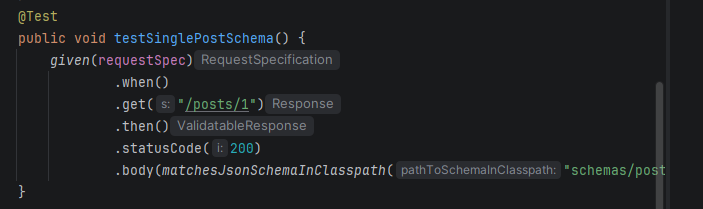 @Test
public void testSinglePostSchema() {
given(requestSpec) RequestSpecification
.when()
.get( s: "/posts/1") Response
.then() ValidatableResponse
.statusCode( i: 200)
.body(matchesJsonSchemaInClasspath( pathToSchemaInClasspath: "schemas/post
}